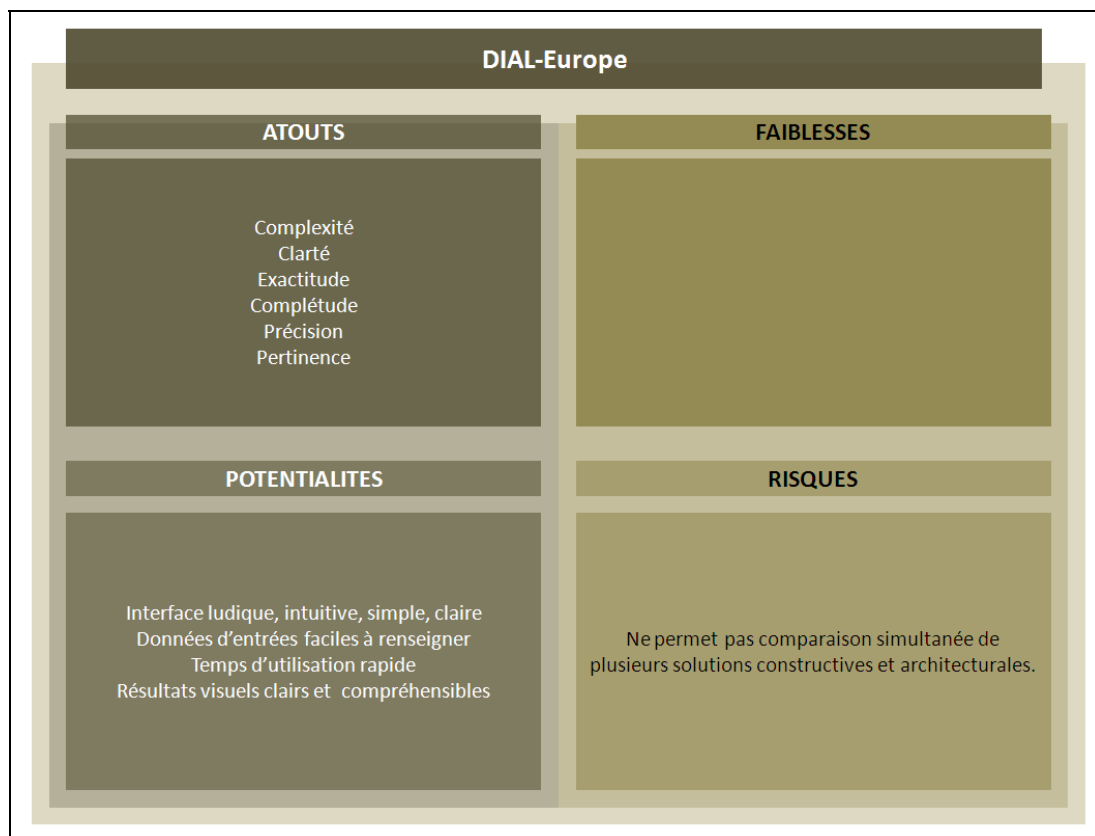 DIAL-Europe
ATOUTS
Complexité
Clarté
Exactitude
Complétude
Précision
Pertinence
FAIBLESSES
POTENTIALITES
Interface ludique, intuitive, simple, claire
Données d'entrées faciles à renseigner
Temps d'utilisation rapide
Résultats visuels clairs et compréhensibles
RISQUES
Ne permet pas comparaison simultanée de
plusieurs solutions constructives et architecturales.